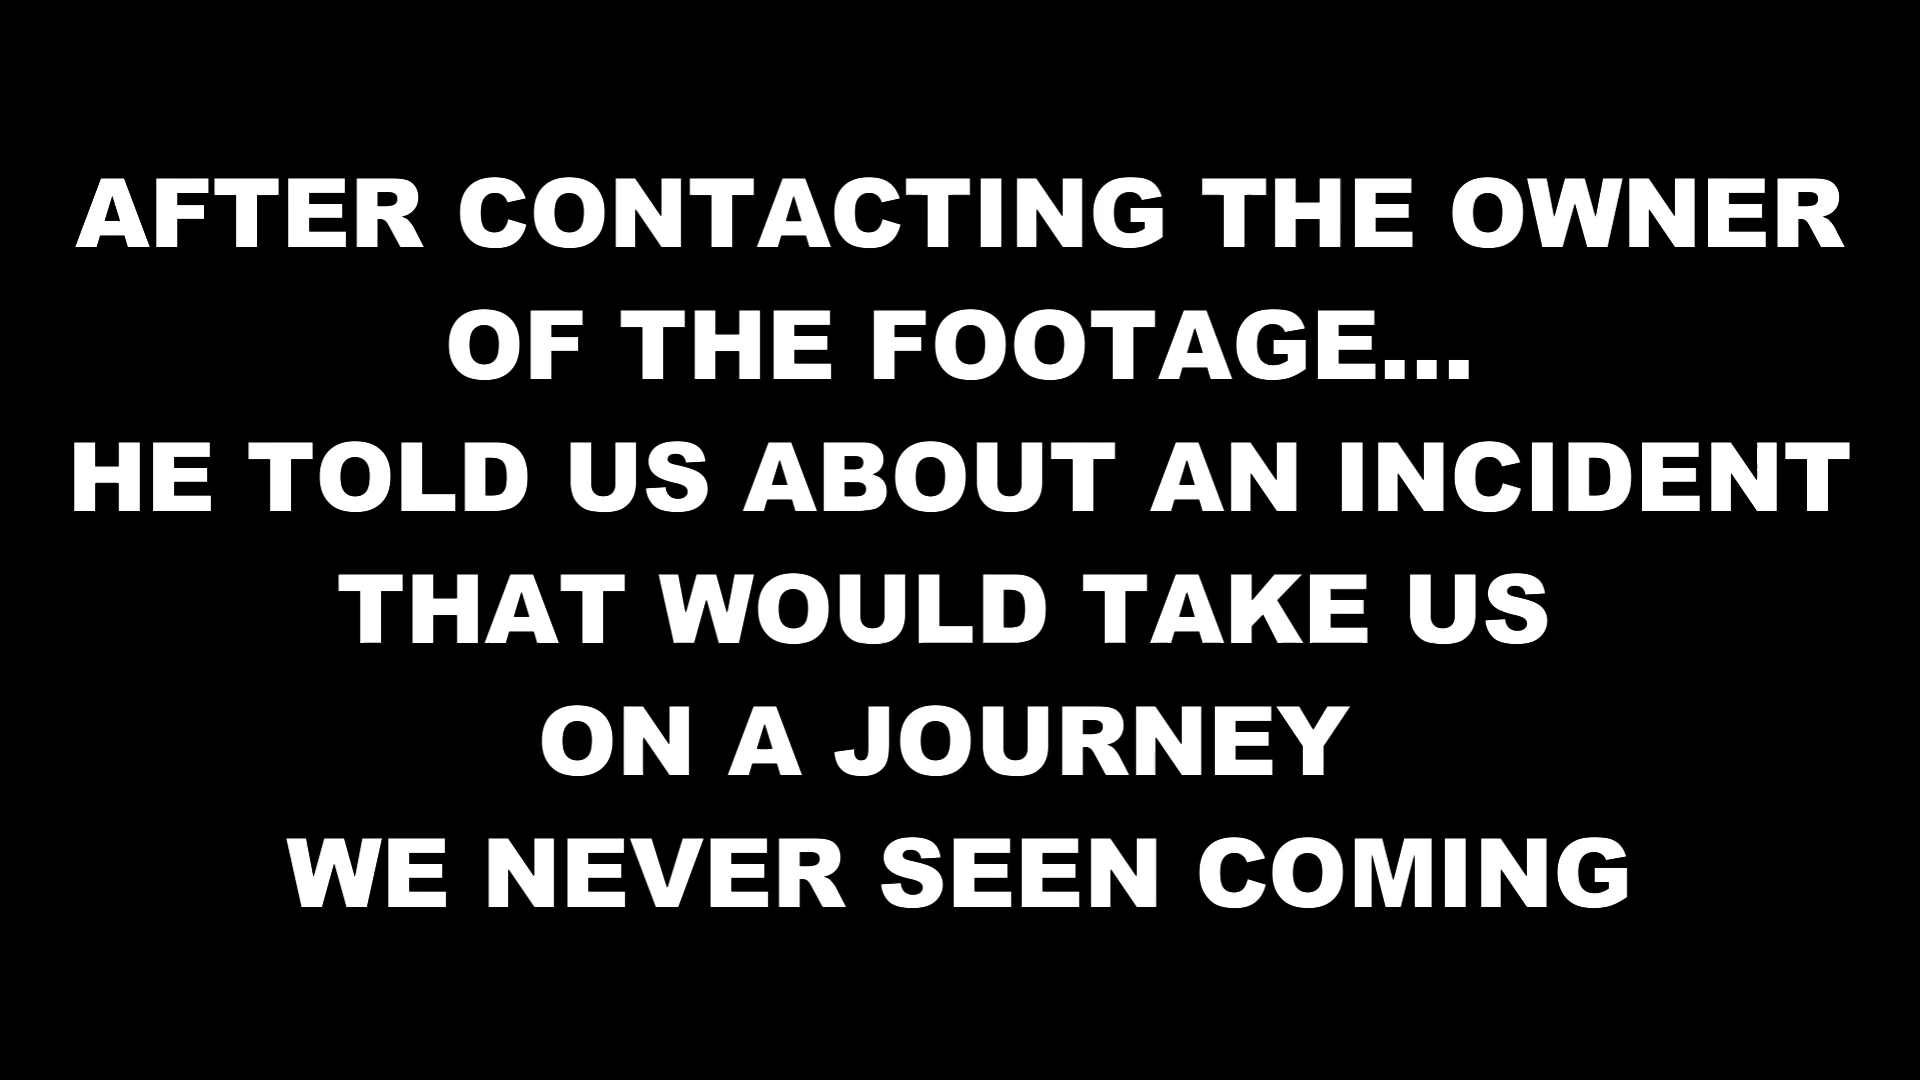 AFTER CONTACTING THE OWNER
OF THE FOOTAGE...
HE TOLD US ABOUT AN INCIDENT
THAT WOULD TAKE US
ON A JOURNEY
WE NEVER SEEN COMING